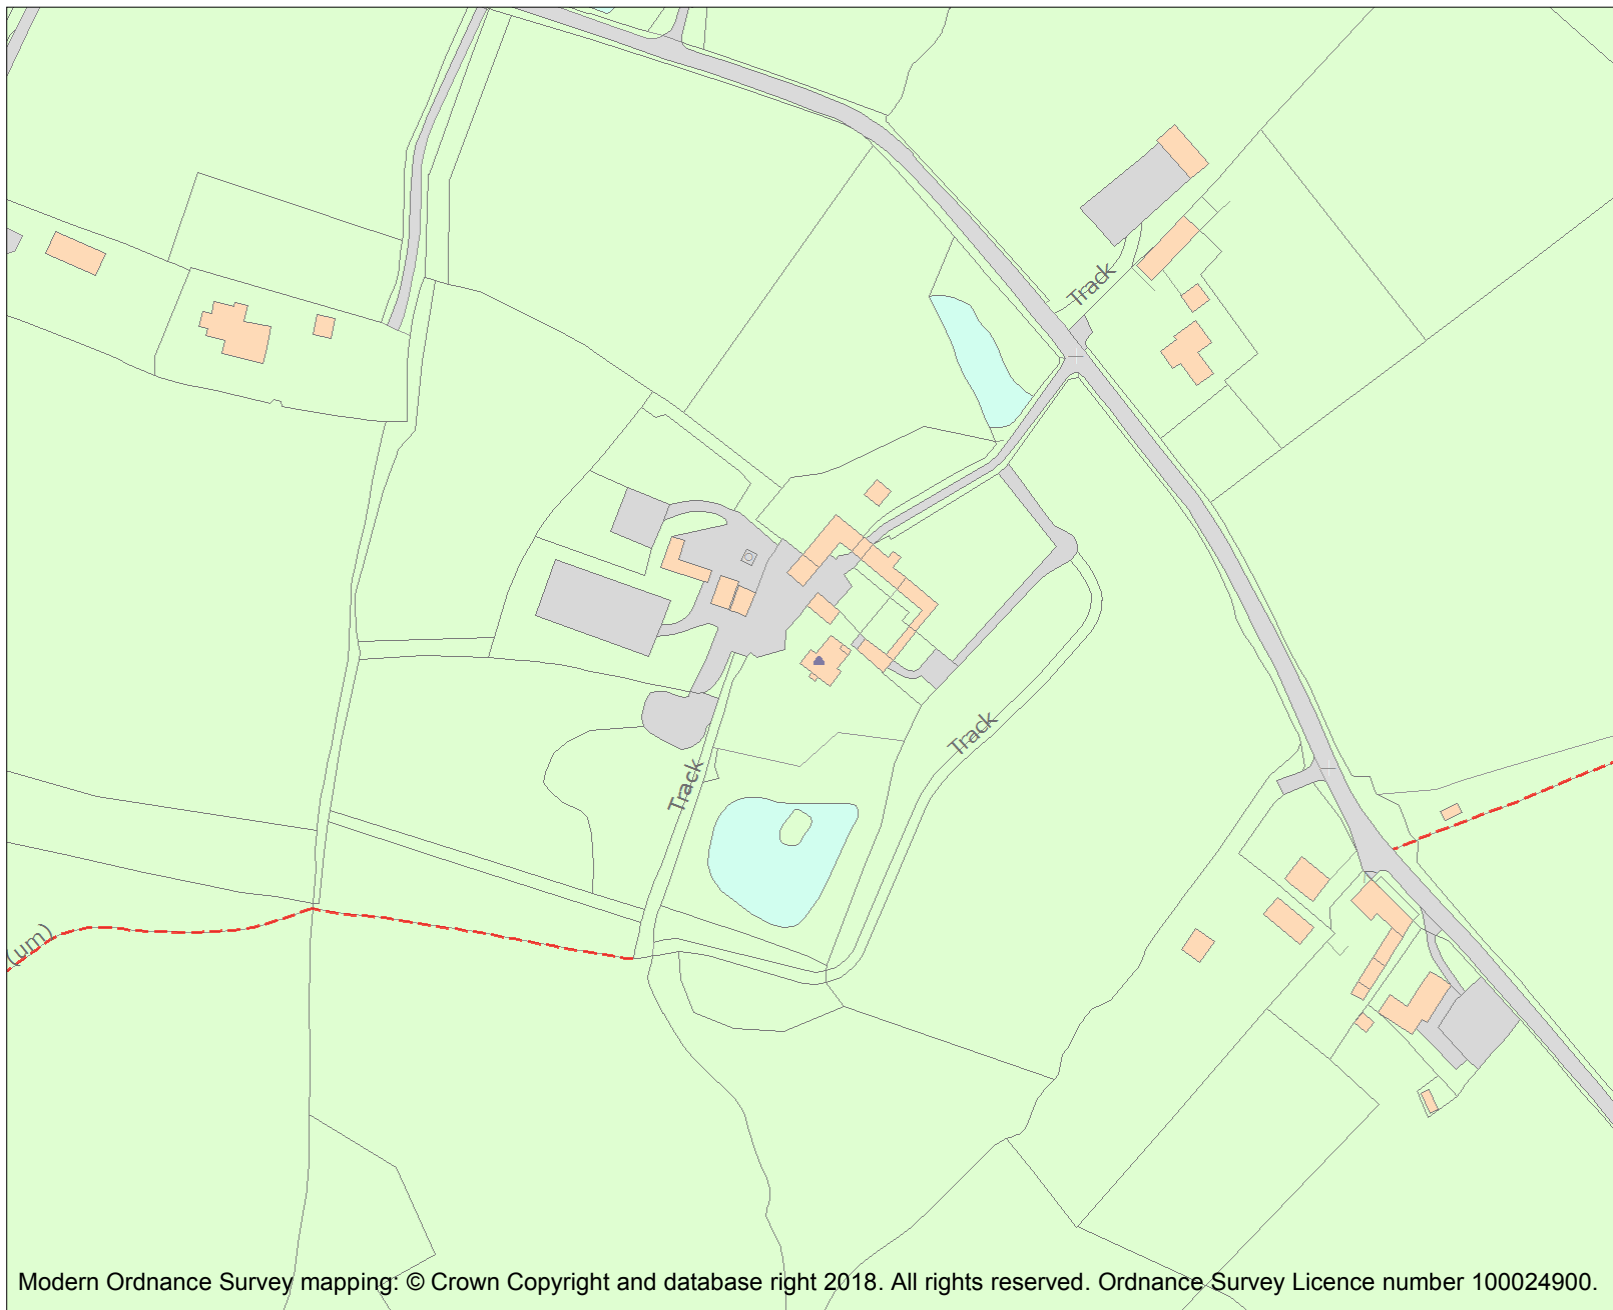 Track
Track
Track
(um)
Modern Ordnance Survey mapping: © Crown Copyright and database right 2018. All rights reserved. Ordnance Survey Licence number 100024900.